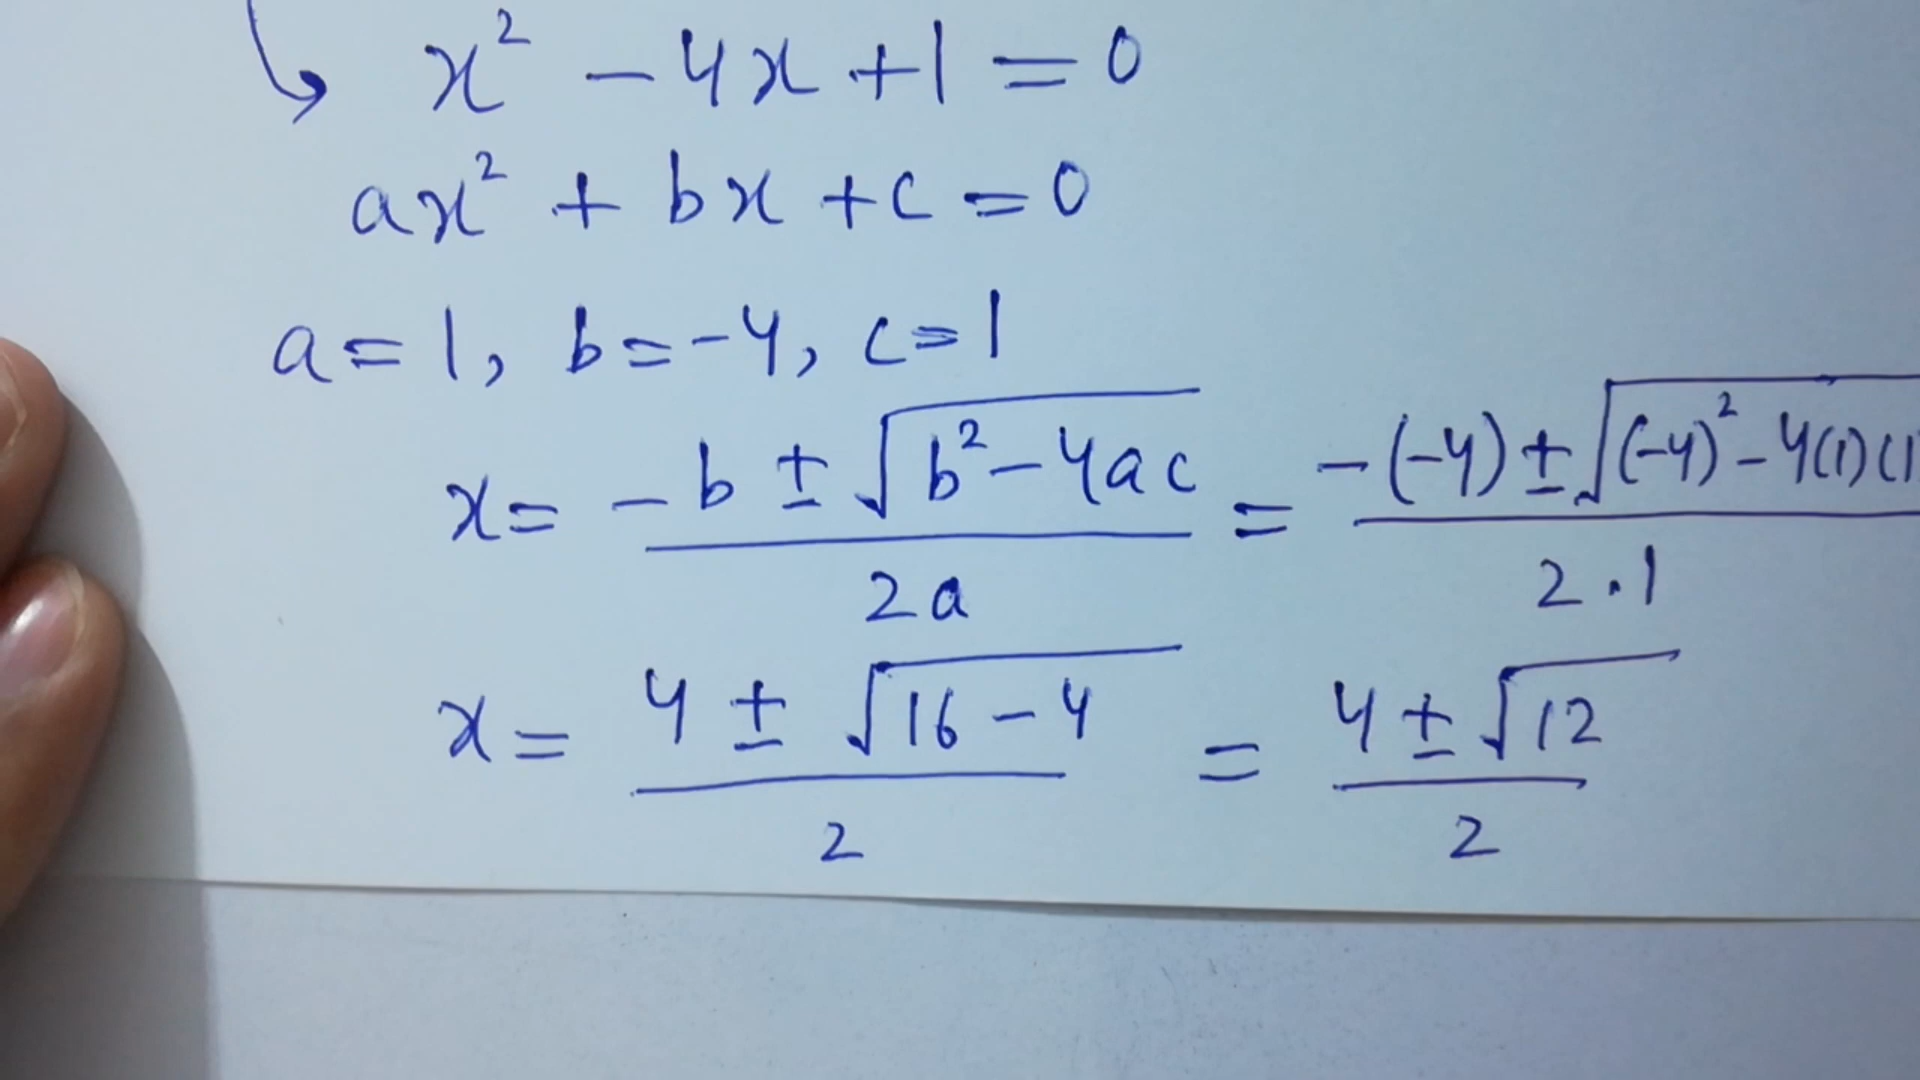 x² - 4x + 1 = 0
ax² + bx + c = 0
a = 1, b = -4, c = 1
x = (-b ± √(b² - 4ac)) / 2a = (-(-4) ± √((-4)² - 4(1)(1) / 2·1
x = (4 ± √(16 - 4)) / 2 = (4 ± √12) / 2